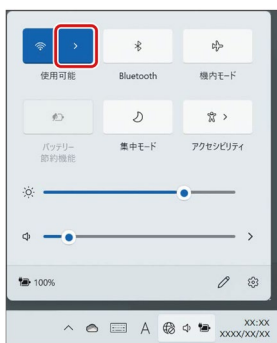 使用可能
Bluetooth
機内モード
バッテリー
節約機能
集中モード
アクセシビリティ
100%
A
XX:XX
XXXX/XX/XX